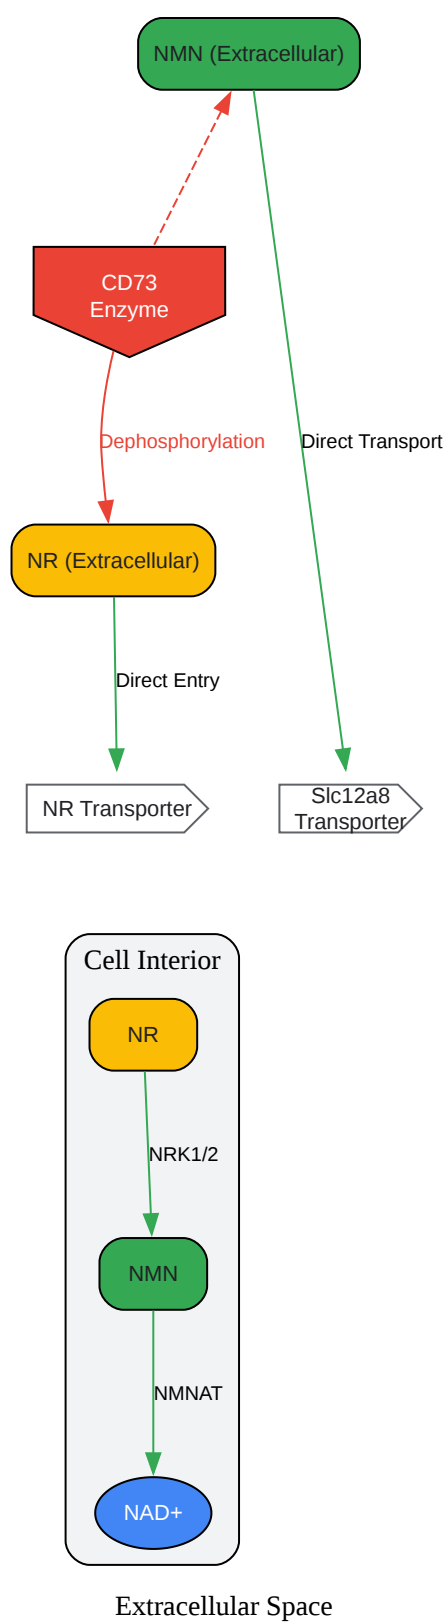 NMN (Extracellular)
CD73
Enzyme
Dephosphorylation
Direct Transport
NR (Extracellular)
Direct Entry
NR Transporter
Slc12a8
Transporter
Cell Interior
NR
NRK1/2
NMN
NMNAT
NAD+
Extracellular Space